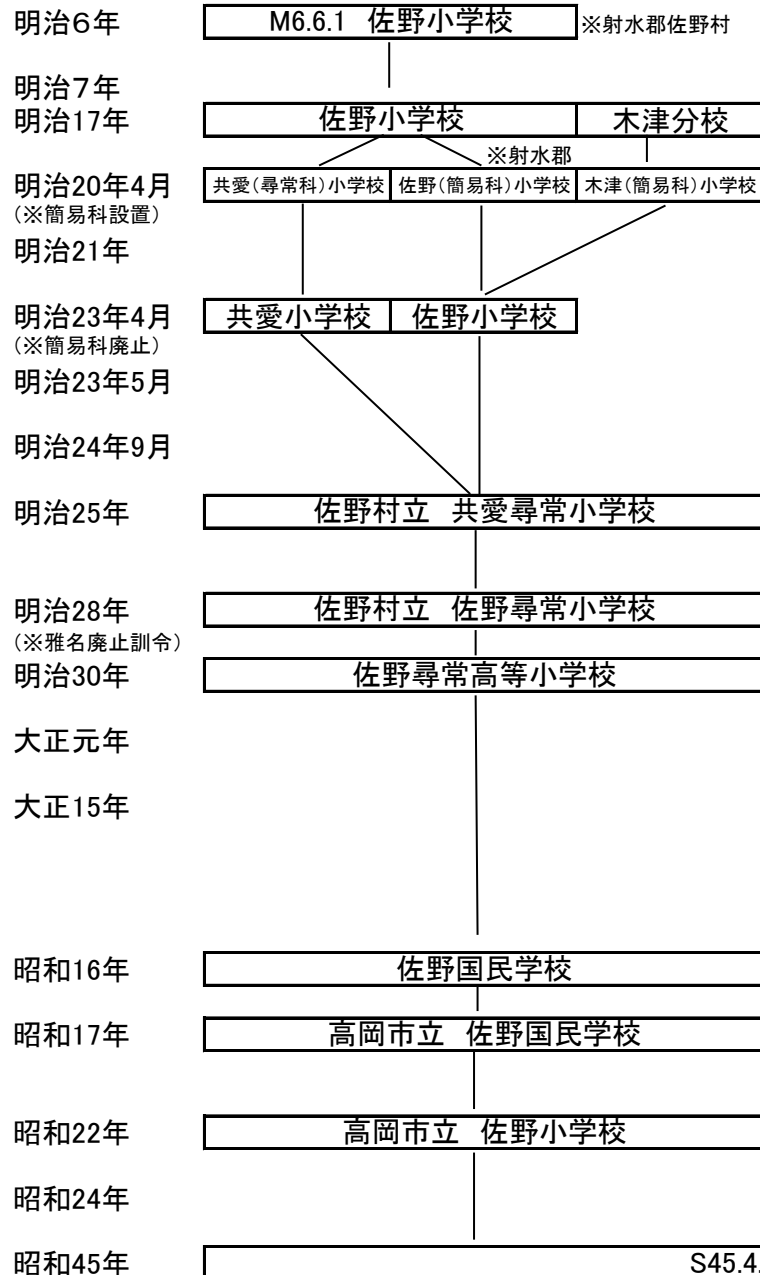 明治6年 M6.6.1 佐野小学校 ※射水郡佐野村
明治7年
明治17年 佐野小学校 木津分校
※射水郡
明治20年4月 共愛(尋常科)小学校 佐野(簡易科)小学校 木津(簡易科)小学校
(※簡易科設置)
明治21年
明治23年4月 共愛小学校 佐野小学校
(※簡易科廃止)
明治23年5月
明治24年9月
明治25年 佐野村立 共愛尋常小学校
明治28年 佐野村立 佐野尋常小学校
(※雅名廃止訓令)
明治30年 佐野尋常高等小学校
大正元年
大正15年
昭和16年 佐野国民学校
昭和17年 高岡市立 佐野国民学校
昭和22年 高岡市立 佐野小学校
昭和24年
昭和45年 S45.4.